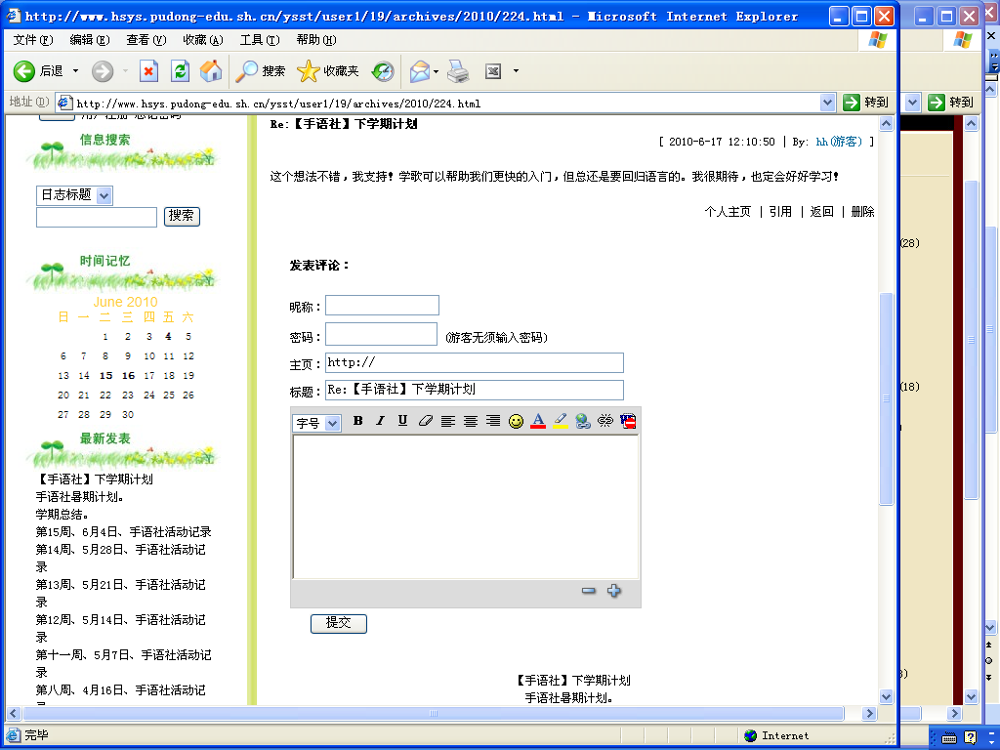 http://www.hsys.pudong-edu.sh.cn/ysst/user1/19/archives/2010/224.html - Microsoft Internet Explorer
文件(F) 编辑(E) 查看(V) 收藏(A) 工具(T) 帮助(H)
后退 搜索 收藏夹
地址(D) http://www.hsys.pudong-edu.sh.cn/ysst/user1/19/archives/2010/224.html 转到 转到
信息搜索
日志标题
搜索
时间记忆
June 2010
日 一 二 三 四 五 六
1 2 3 4 5
6 7 8 9 10 11 12
13 14 15 16 17 18 19
20 21 22 23 24 25 26
27 28 29 30
最新发表
【手语社】下学期计划
手语社暑期计划。
学期总结。
第15周、6月4日、手语社活动记录
第14周、5月28日、手语社活动记
录
第13周、5月21日、手语社活动记
录
第12周、5月14日、手语社活动记
录
第十一周、5月7日、手语社活动记
录
第八周、4月16日、手语社活动记
Re:【手语社】下学期计划
[ 2010-6-17 12:10:50 | By: hh(游客) ]
这个想法不错，我支持！学歌可以帮助我们更快的入门，但总还是要回归语言的。我很期待，也定会好好学习！
个人主页 | 引用 | 返回 | 删除
发表评论：
昵称：
密码： (游客无须输入密码)
主页： http://
标题： Re:【手语社】下学期计划
字号 B I U A
提交
【手语社】下学期计划
手语社暑期计划。
(28)
(18)
完毕
Internet